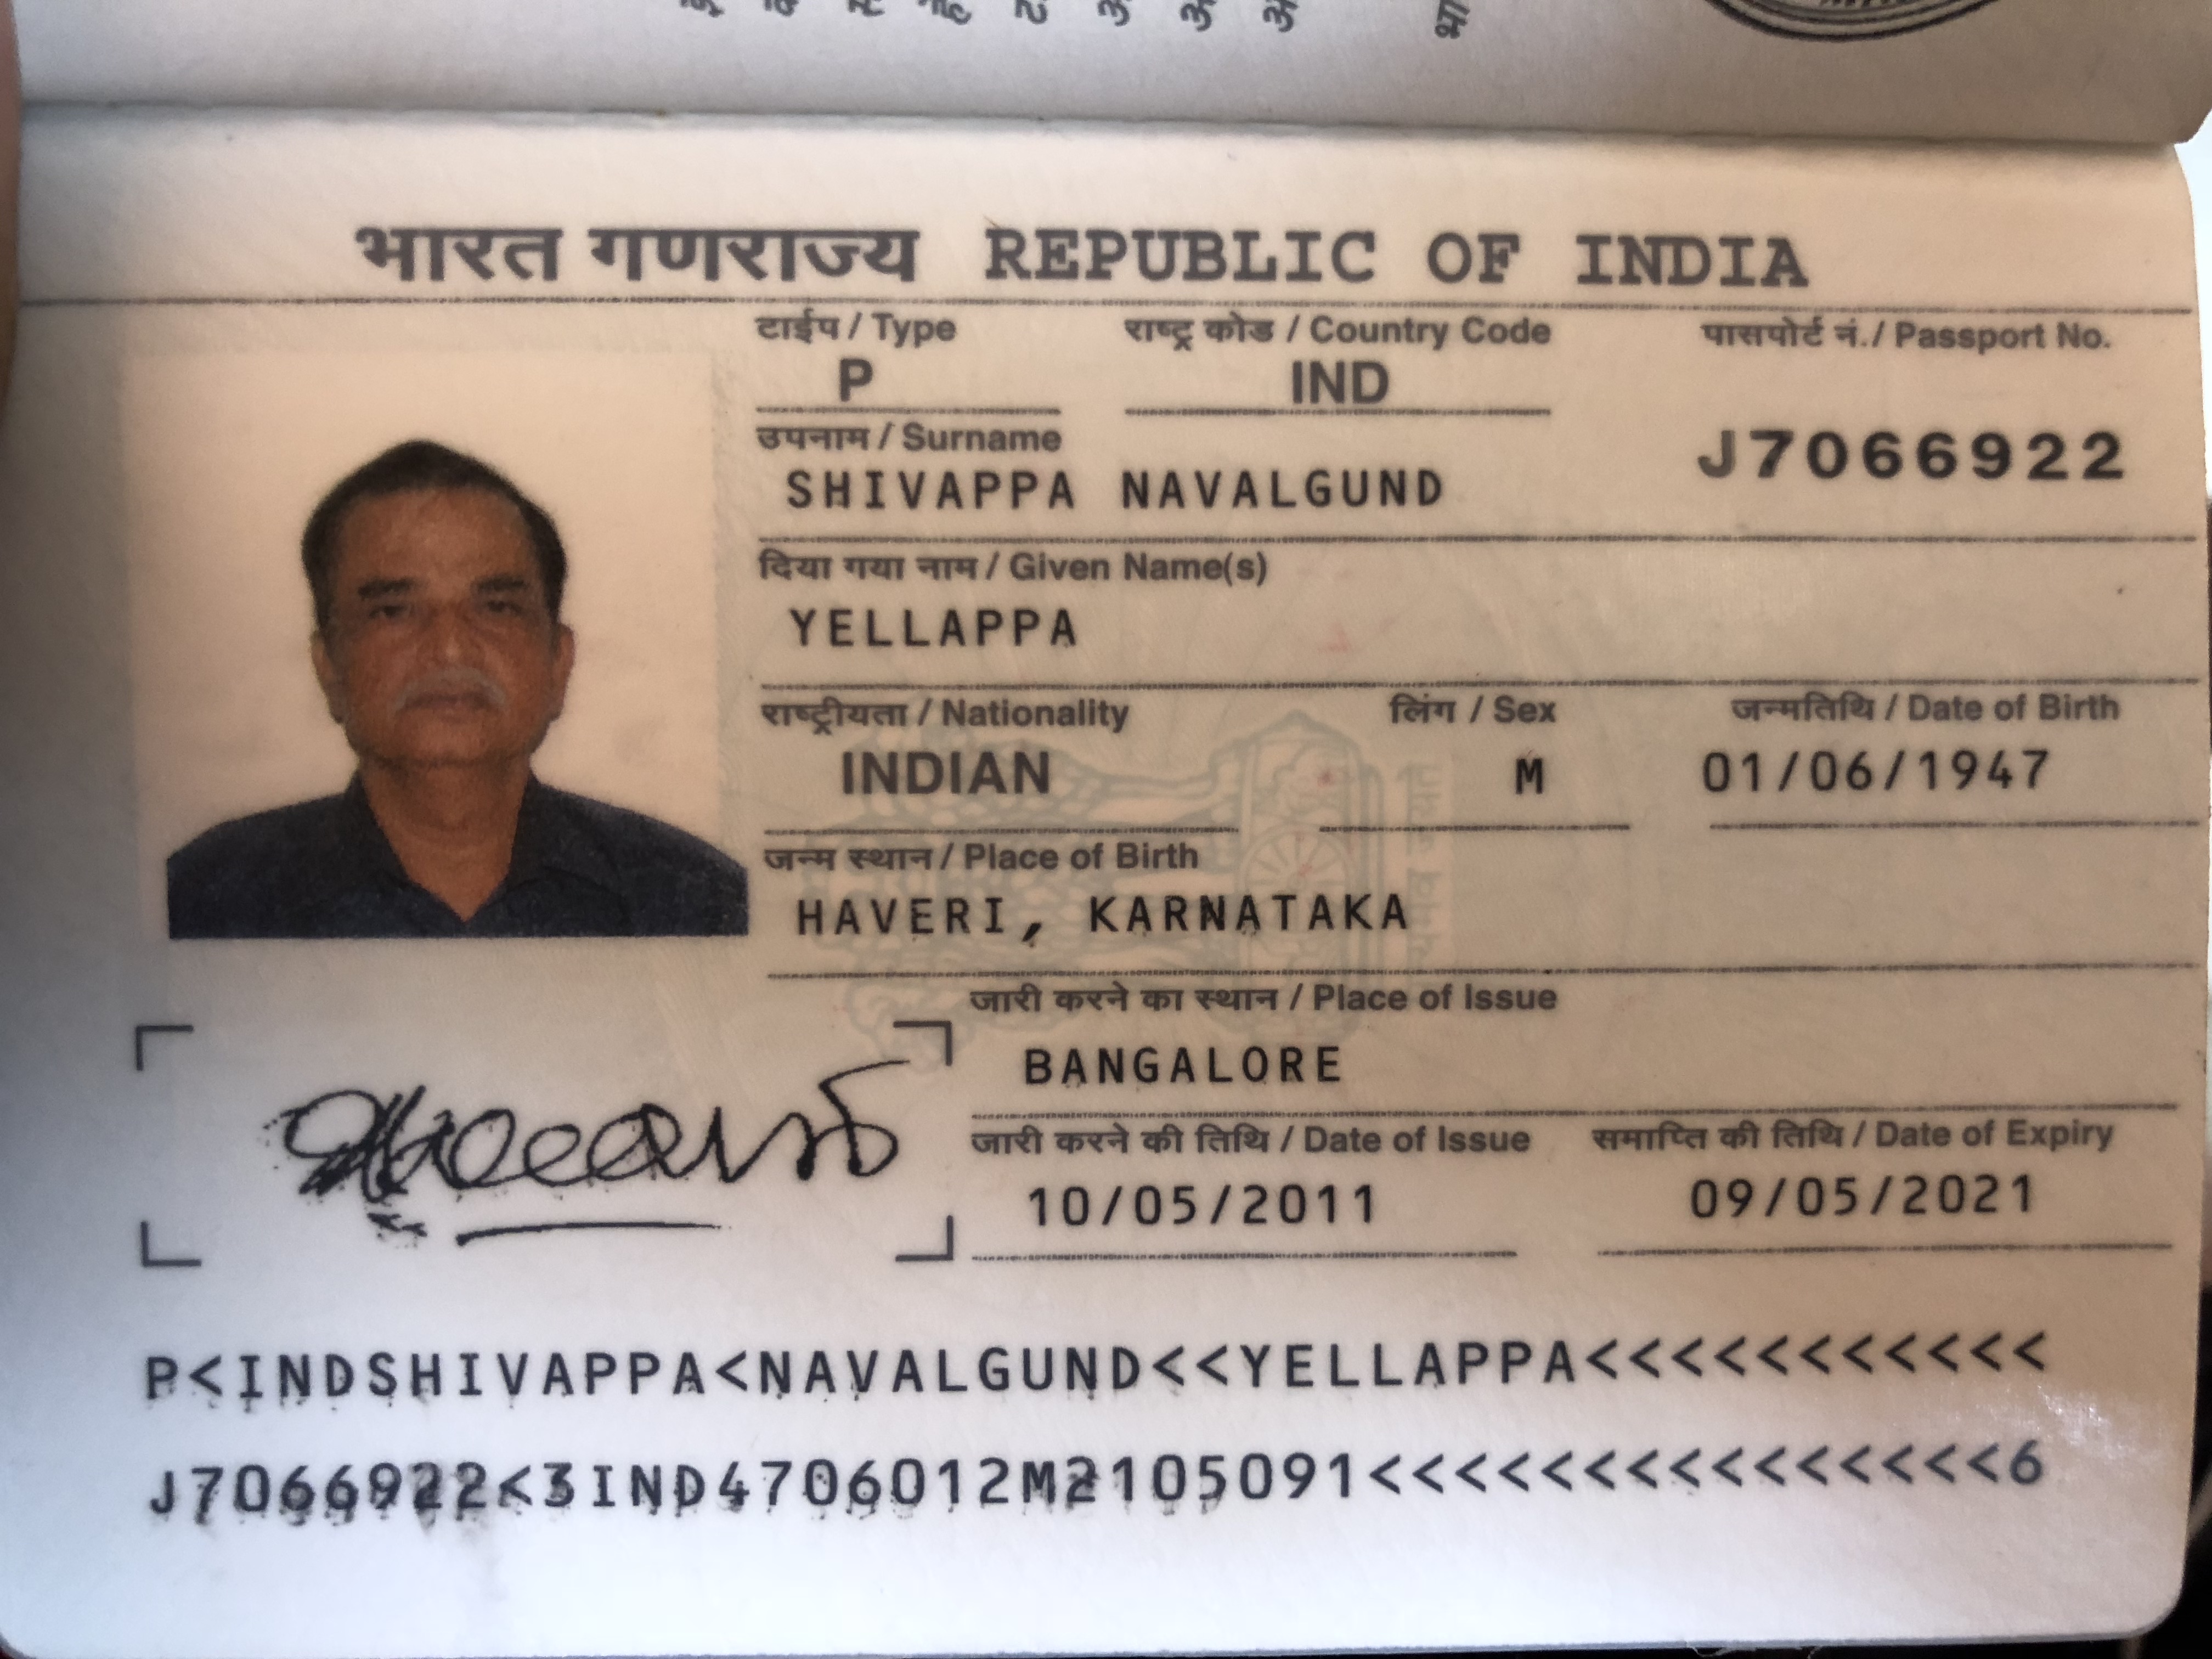 भारत गणराज्य REPUBLIC OF INDIA
टाईप / Type राष्ट्र कोड / Country Code पासपोर्ट नं. / Passport No.
P IND J7066922
उपनाम / Surname
SHIVAPPA NAVALGUND
दिया गया नाम / Given Name(s)
YELLAPPA
राष्ट्रीयता / Nationality लिंग / Sex जन्मतिथि / Date of Birth
INDIAN M 01/06/1947
जन्म स्थान / Place of Birth
HAVERI, KARNATAKA
जारी करने का स्थान / Place of Issue
BANGALORE
जारी करने की तिथि / Date of Issue समाप्ति की तिथि / Date of Expiry
10/05/2011 09/05/2021
P<INDSHIVAPPA<NAVALGUND<<YELLAPPA<<<<<<<<<<<
J7066922<3IND4706012M2105091<<<<<<<<<<<<<<<6